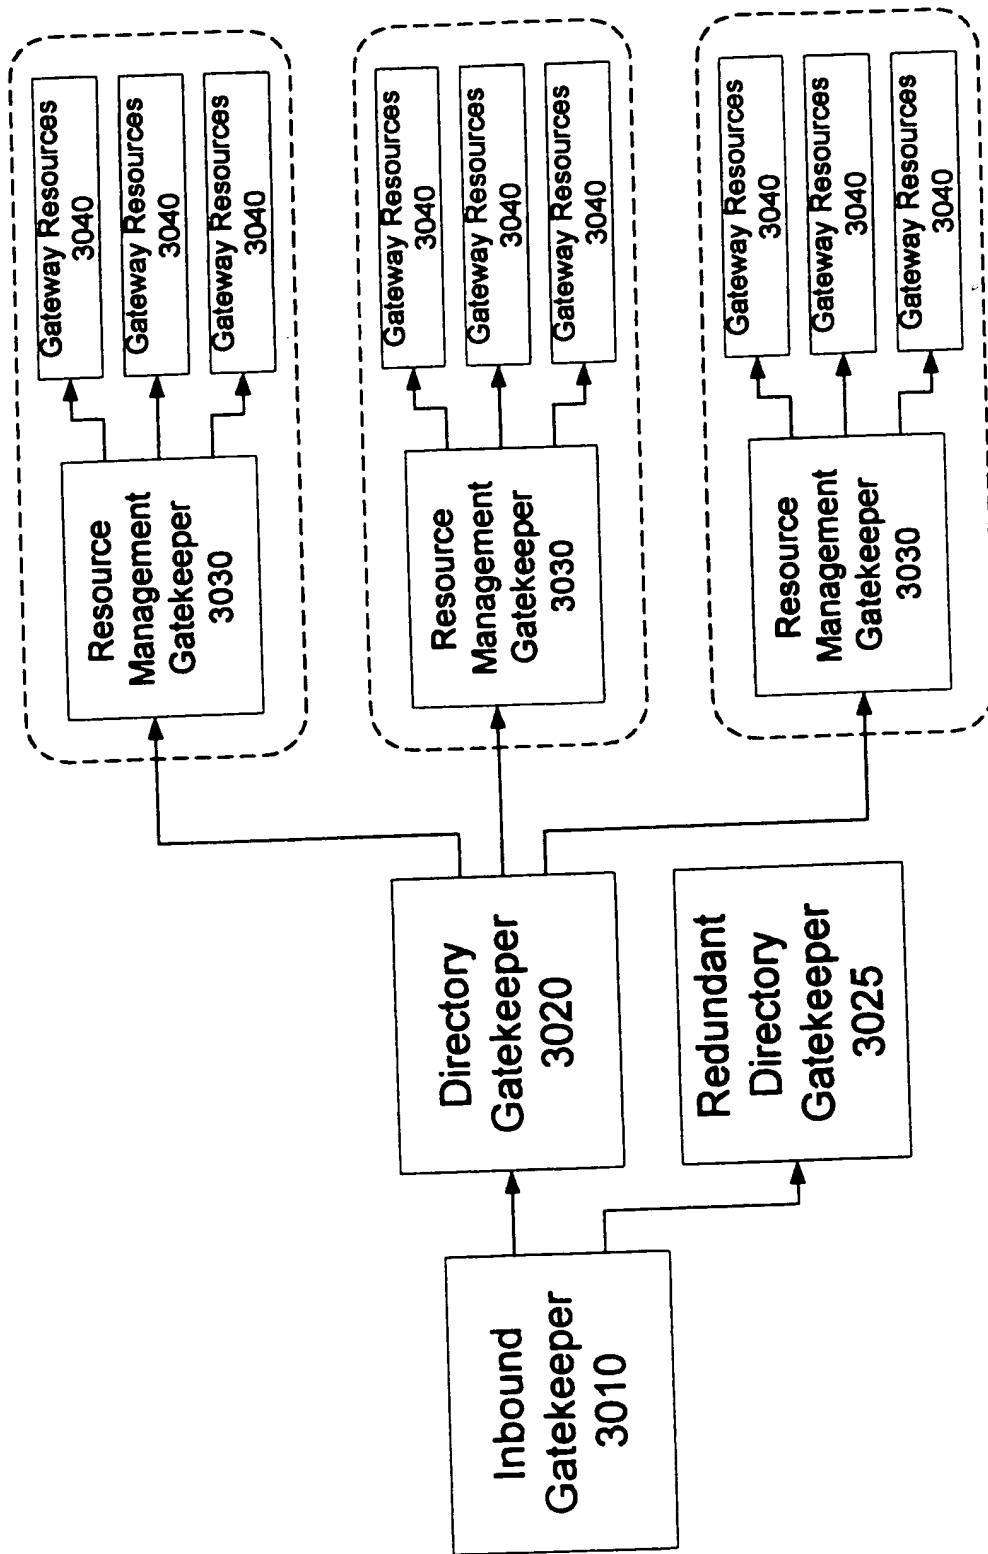 Inbound
Gatekeeper
3010
Directory
Gatekeeper
3020
Redundant
Directory
Gatekeeper
3025
Resource
Management
Gatekeeper
3030
Gateway Resources
3040
Gateway Resources
3040
Gateway Resources
3040
Resource
Management
Gatekeeper
3030
Gateway Resources
3040
Gateway Resources
3040
Gateway Resources
3040
Resource
Management
Gatekeeper
3030
Gateway Resources
3040
Gateway Resources
3040
Gateway Resources
3040